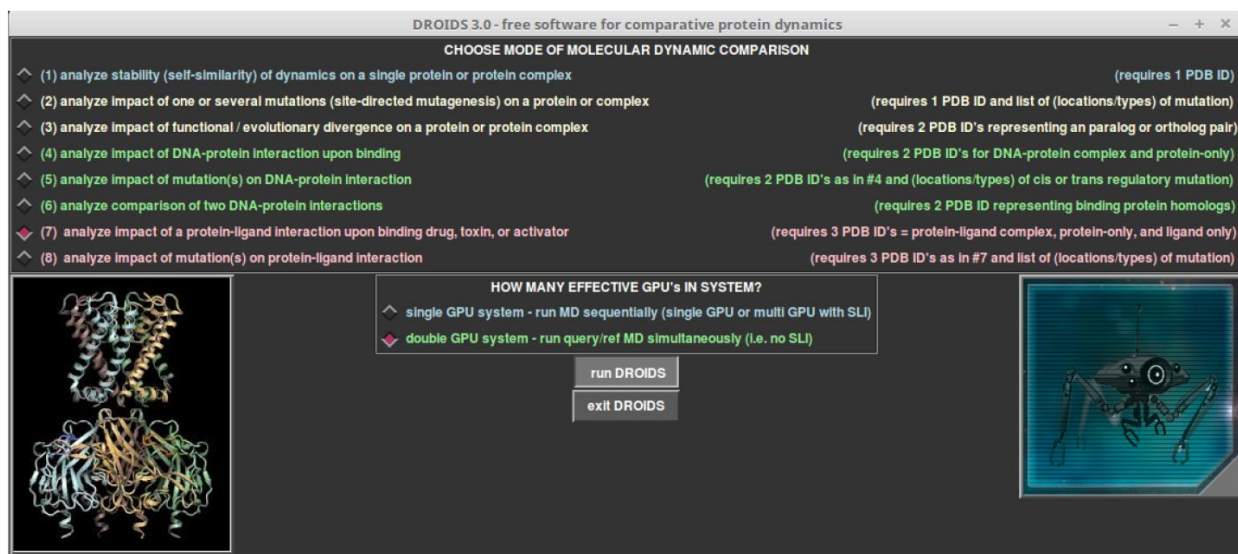 DROIDS 3.0 - free software for comparative protein dynamics
CHOOSE MODE OF MOLECULAR DYNAMIC COMPARISON
(1) analyze stability (self-similarity) of dynamics on a single protein or protein complex (requires 1 PDB ID)
(2) analyze impact of one or several mutations (site-directed mutagenesis) on a protein or complex (requires 1 PDB ID and list of (locations/types) of mutation)
(3) analyze impact of functional / evolutionary divergence on a protein or protein complex (requires 2 PDB ID's representing an paralog or ortholog pair)
(4) analyze impact of DNA-protein interaction upon binding (requires 2 PDB ID's for DNA-protein complex and protein-only)
(5) analyze impact of mutation(s) on DNA-protein interaction (requires 2 PDB ID's as in #4 and (locations/types) of cis or trans regulatory mutation)
(6) analyze comparison of two DNA-protein interactions (requires 2 PDB ID representing binding protein homologs)
(7) analyze impact of a protein-ligand interaction upon binding drug, toxin, or activator (requires 3 PDB ID's = protein-ligand complex, protein-only, and ligand only)
(8) analyze impact of mutation(s) on protein-ligand interaction (requires 3 PDB ID's as in #7 and list of (locations/types) of mutation)
HOW MANY EFFECTIVE GPU's IN SYSTEM?
single GPU system - run MD sequentially (single GPU or multi GPU with SLI)
double GPU system - run query/ref MD simultaneously (i.e. no SLI)
run DROIDS
exit DROIDS